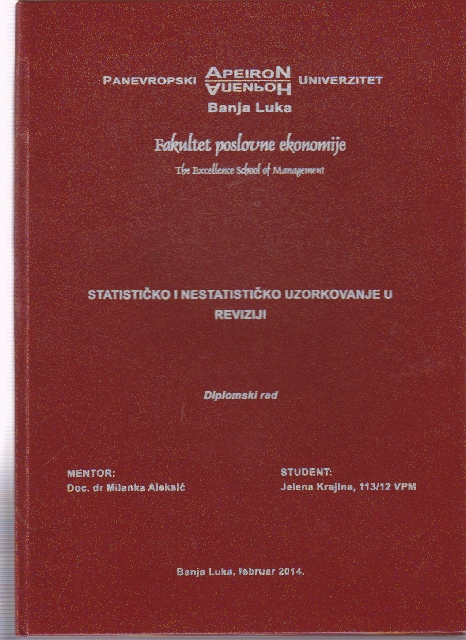 PANEVROPSKI APEIRON UNIVERZITET
АПЕИРОН
Banja Luka
Fakultet poslovne ekonomije
The Excellence School of Management
STATISTIČKO I NESTATISTIČKO UZORKOVANJE U
REVIZIJI
Diplomski rad
MENTOR:
Doc. dr Milanka Aleksić
STUDENT:
Jelena Krajina, 113/12 VPM
Banja Luka, februar 2014.